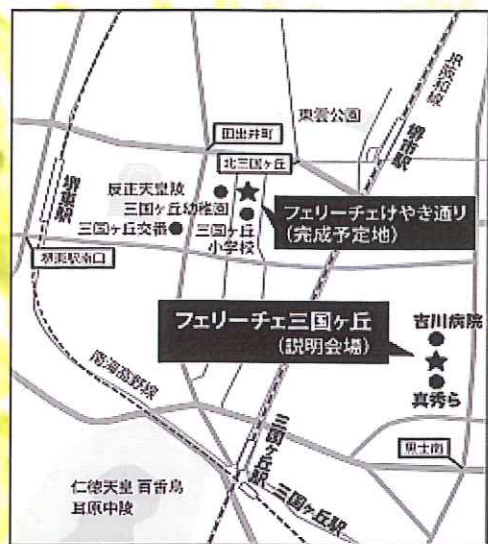 JR阪和線
東雲公園
堺市駅
田出井町
北三国ヶ丘
堺東駅
反正天皇陵
三国ヶ丘幼稚園
三国ヶ丘交番
三国ヶ丘
小学校
フェリーチェけやき通り
(完成予定地)
堺東駅南口
フェリーチェ三国ヶ丘
(説明会場)
吉川病院
真秀ら
南海高野線
三国ヶ丘駅
三国ヶ丘駅
黒土南
仁徳天皇 百舌鳥
耳原中陵